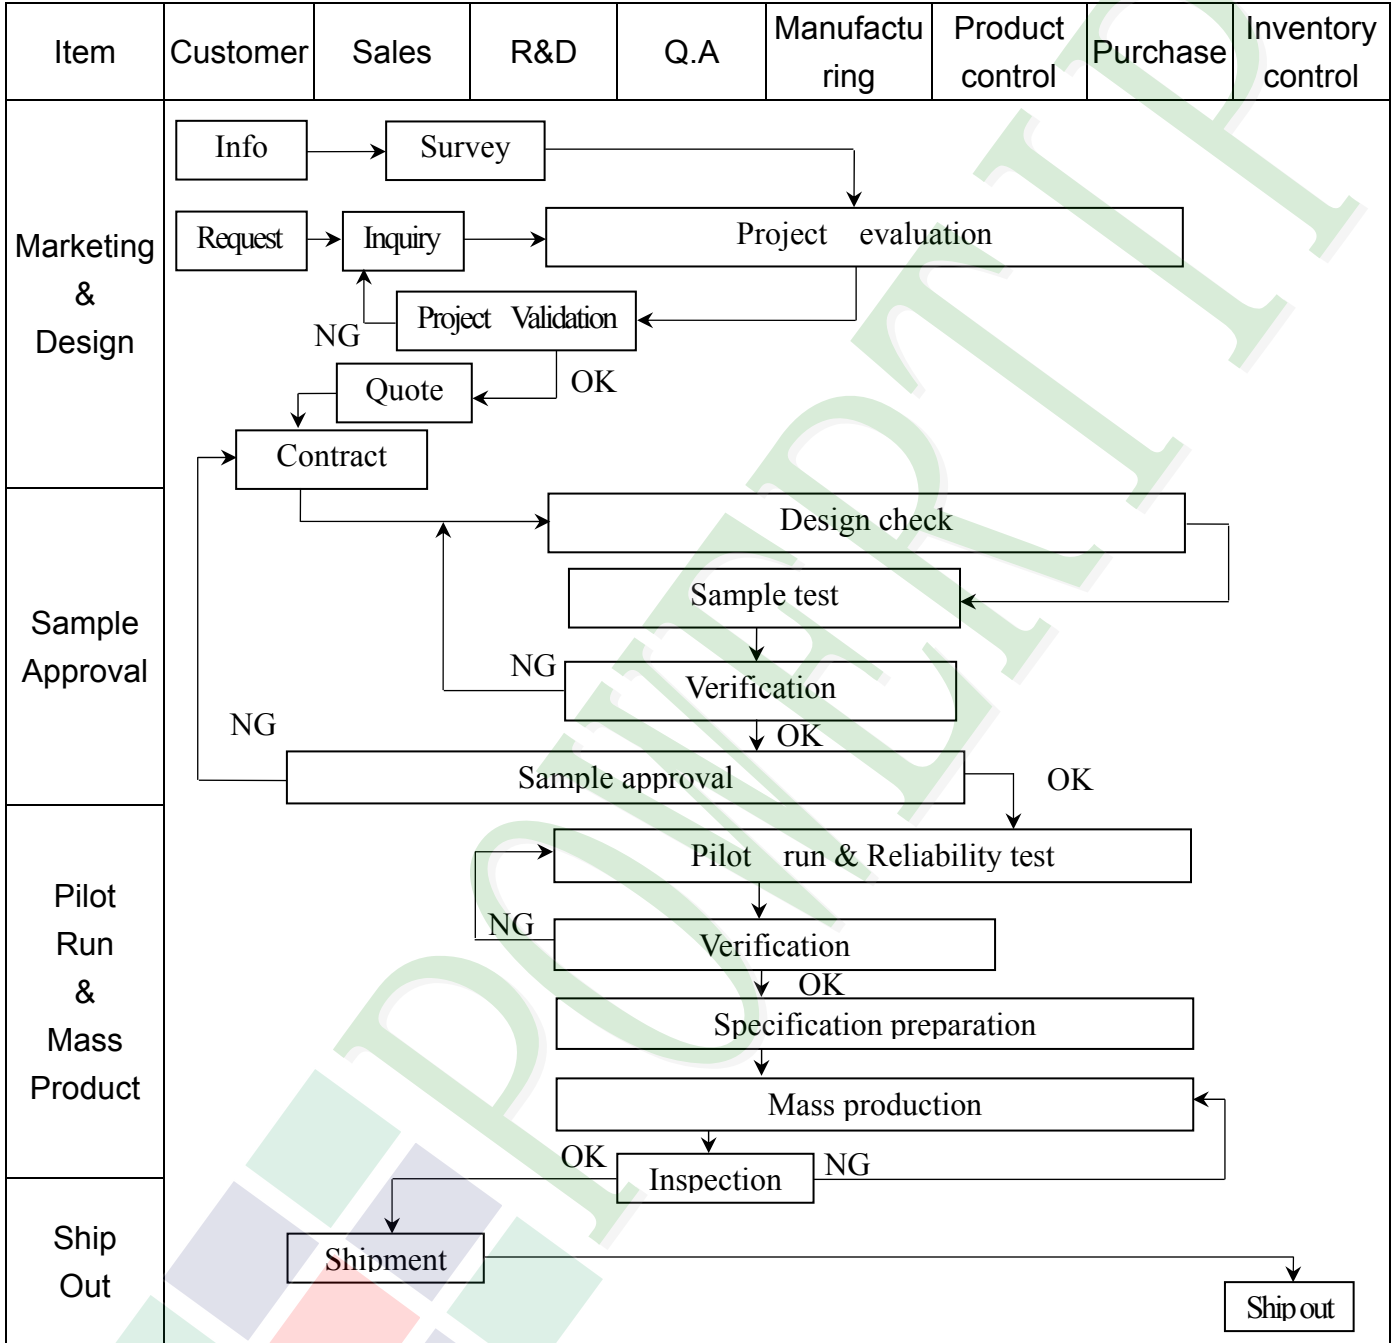 Item Customer Sales R&D Q.A Manufactu Product Purchase Inventory
ring control control
Marketing
&
Design
Info Survey
Request Inquiry Project evaluation
NG Project Validation
Quote OK
Contract
Sample
Approval
Design check
Sample test
NG Verification
NG OK
Sample approval OK
Pilot
Run
&
Mass
Product
Pilot run & Reliability test
NG Verification
OK
Specification preparation
Mass production
OK Inspection NG
Ship
Out
Shipment
Ship out
POWERTIP